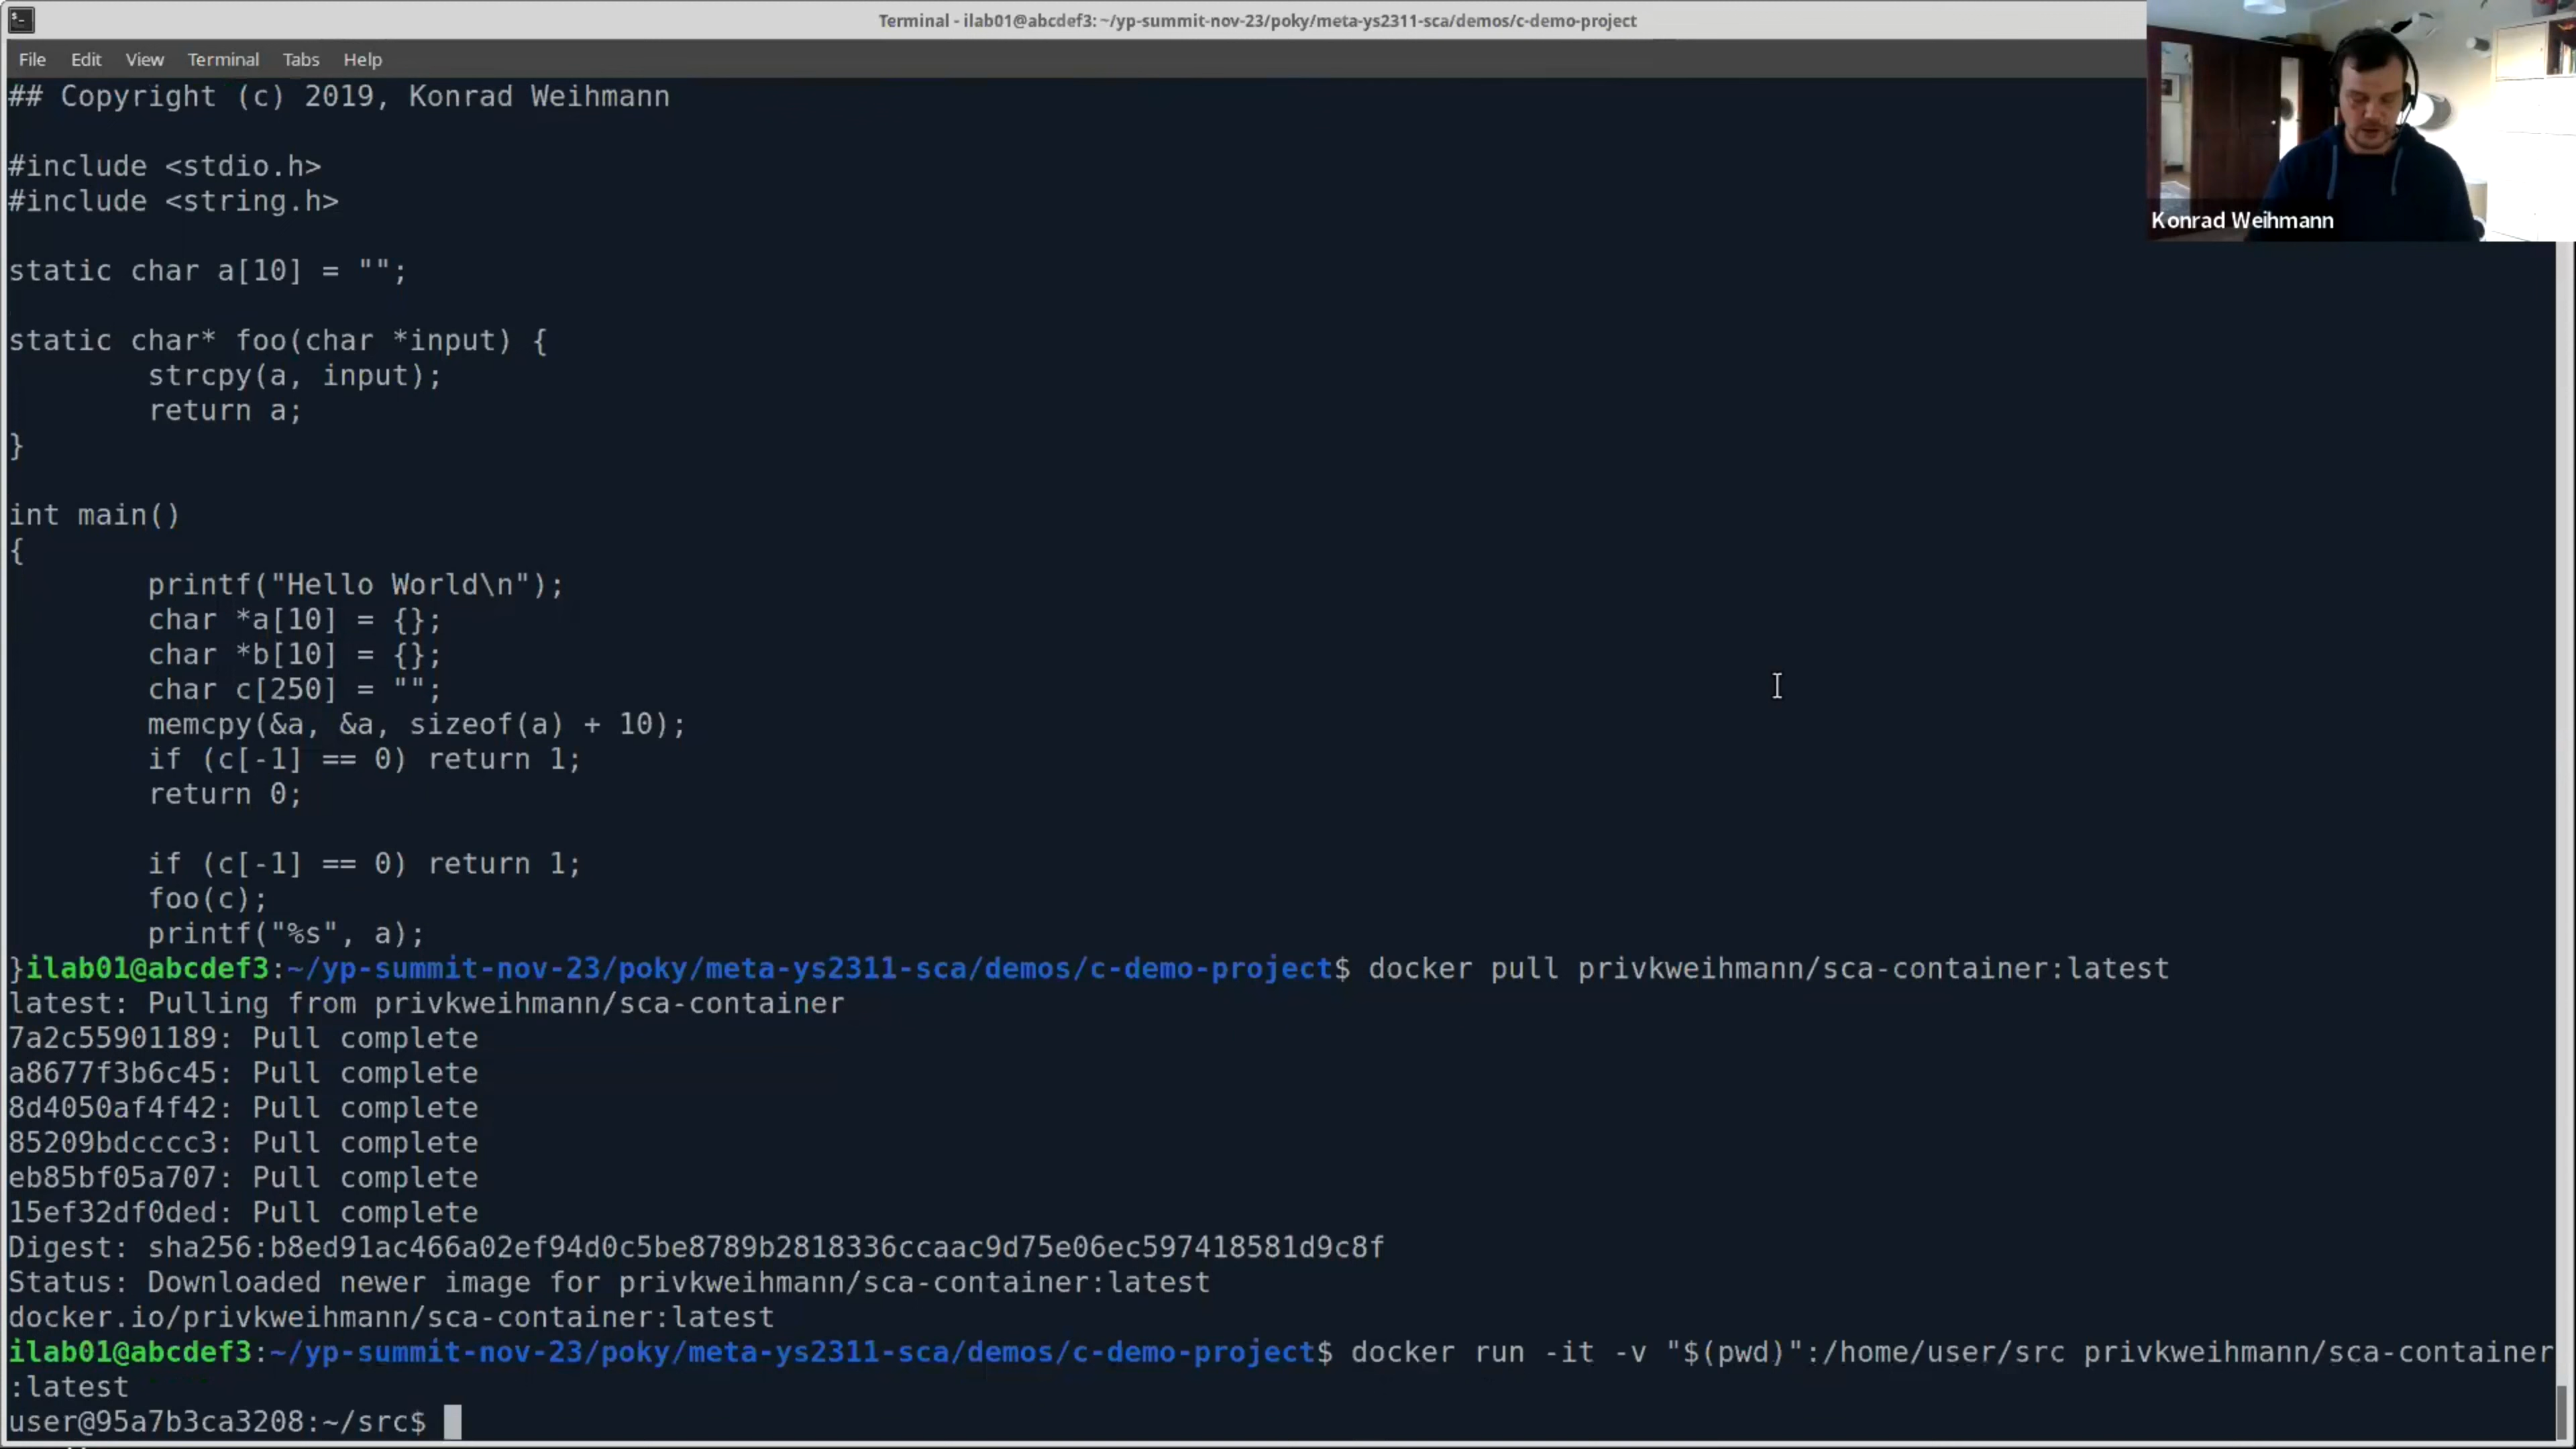 Terminal - ilab01@abcdef3: ~/yp-summit-nov-23/poky/meta-ys2311-sca/demos/c-demo-project
File Edit View Terminal Tabs Help
Konrad Weihmann
## Copyright (c) 2019, Konrad Weihmann
#include <stdio.h>
#include <string.h>
static char a[10] = "";
static char* foo(char *input) {
strcpy(a, input);
return a;
}
int main()
{
printf("Hello World\n");
char *a[10] = {};
char *b[10] = {};
char c[250] = "";
memcpy(&a, &a, sizeof(a) + 10);
if (c[-1] == 0) return 1;
return 0;
if (c[-1] == 0) return 1;
foo(c);
printf("%s", a);
}ilab01@abcdef3:~/yp-summit-nov-23/poky/meta-ys2311-sca/demos/c-demo-project$ docker pull privkweihmann/sca-container:latest
latest: Pulling from privkweihmann/sca-container
7a2c55901189: Pull complete
a8677f3b6c45: Pull complete
8d4050af4f42: Pull complete
85209bdcccc3: Pull complete
eb85bf05a707: Pull complete
15ef32df0ded: Pull complete
Digest: sha256:b8ed91ac466a02ef94d0c5be8789b2818336ccaac9d75e06ec597418581d9c8f
Status: Downloaded newer image for privkweihmann/sca-container:latest
docker.io/privkweihmann/sca-container:latest
ilab01@abcdef3:~/yp-summit-nov-23/poky/meta-ys2311-sca/demos/c-demo-project$ docker run -it -v "$(pwd)":/home/user/src privkweihmann/sca-container
:latest
user@95a7b3ca3208:~/src$